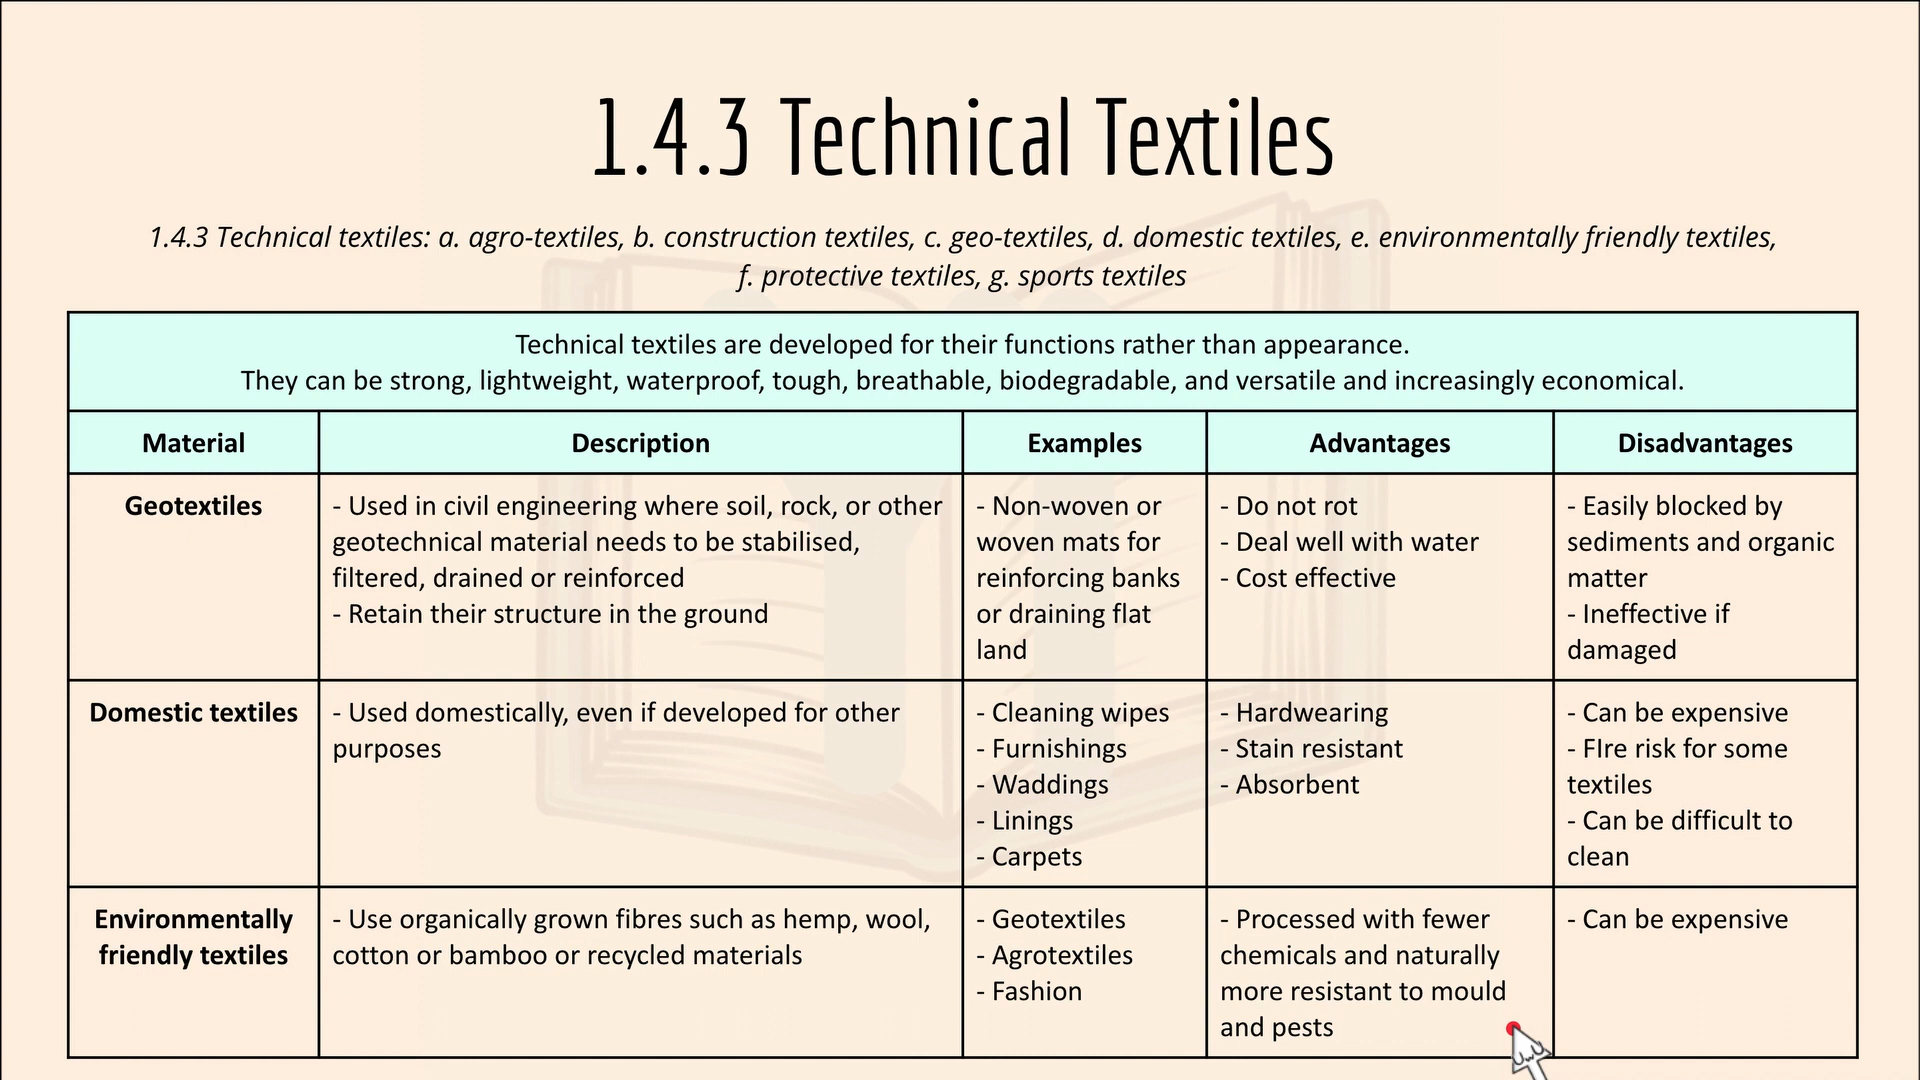 1.4.3 Technical Textiles
1.4.3 Technical textiles: a. agro-textiles, b. construction textiles, c. geo-textiles, d. domestic textiles, e. environmentally friendly textiles,
f. protective textiles, g. sports textiles
Technical textiles are developed for their functions rather than appearance.
They can be strong, lightweight, waterproof, tough, breathable, biodegradable, and versatile and increasingly economical.
Material
Description
Examples
Advantages
Disadvantages
Geotextiles
- Used in civil engineering where soil, rock, or other
geotechnical material needs to be stabilised,
filtered, drained or reinforced
- Retain their structure in the ground
- Non-woven or
woven mats for
reinforcing banks
or draining flat
land
- Do not rot
- Deal well with water
- Cost effective
- Easily blocked by
sediments and organic
matter
- Ineffective if
damaged
Domestic textiles
- Used domestically, even if developed for other
purposes
- Cleaning wipes
- Furnishings
- Waddings
- Linings
- Carpets
- Hardwearing
- Stain resistant
- Absorbent
- Can be expensive
- FIre risk for some
textiles
- Can be difficult to
clean
Environmentally
friendly textiles
- Use organically grown fibres such as hemp, wool,
cotton or bamboo or recycled materials
- Geotextiles
- Agrotextiles
- Fashion
- Processed with fewer
chemicals and naturally
more resistant to mould
and pests
- Can be expensive